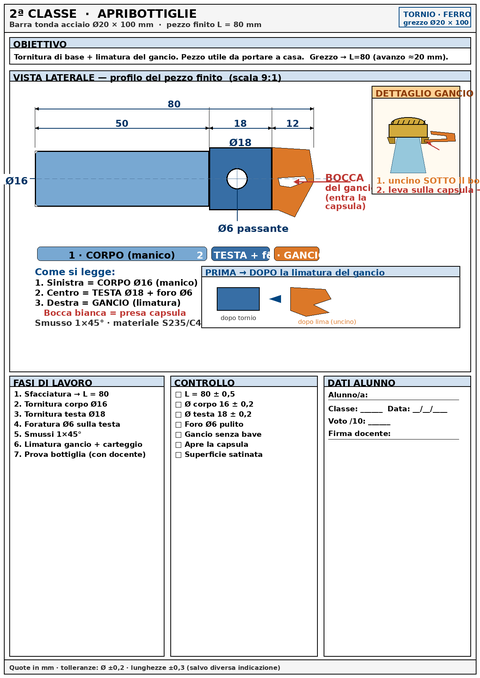 2ª CLASSE · APRIBOTTIGLIE
Barra tonda acciaio Ø20 × 100 mm · pezzo finito L = 80 mm
TORNIO · FERRO
grezzo Ø20 × 100
OBIETTIVO
Tornitura di base + limatura del gancio. Pezzo utile da portare a casa. Grezzo → L=80 (avanzo ≈20 mm).
VISTA LATERALE — profilo del pezzo finito (scala 9:1)
DETTAGLIO GANCIO
80
50
18
12
Ø18
Ø16
BOCCA
del gancio
(entra la
capsula)
Ø6 passante
1. uncino SOTTO il bo
2. leva sulla capsula →
1 · CORPO (manico)
2
TESTA + fo
· GANCIO
Come si legge:
1. Sinistra = CORPO Ø16 (manico)
2. Centro = TESTA Ø18 + foro Ø6
3. Destra = GANCIO (limatura)
Bocca bianca = presa capsula
Smusso 1×45° · materiale S235/C4
PRIMA → DOPO la limatura del gancio
dopo tornio
dopo lima (uncino)
FASI DI LAVORO
1. Sfacciatura → L = 80
2. Tornitura corpo Ø16
3. Tornitura testa Ø18
4. Foratura Ø6 sulla testa
5. Smussi 1×45°
6. Limatura gancio + carteggio
7. Prova bottiglia (con docente)
CONTROLLO
□ L = 80 ± 0,5
□ Ø corpo 16 ± 0,2
□ Ø testa 18 ± 0,2
□ Foro Ø6 pulito
□ Gancio senza bave
□ Apre la capsula
□ Superficie satinata
DATI ALUNNO
Alunno/a:
Classe: ______ Data: __/__/____
Voto /10: ______
Firma docente:
Quote in mm · tolleranze: Ø ±0,2 · lunghezze ±0,3 (salvo diversa indicazione)